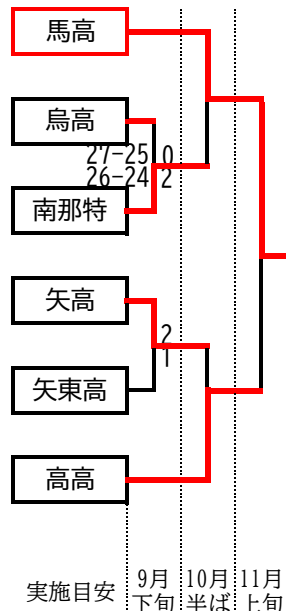 馬高
烏高
27-25 0
26-24 2
南那特
矢高
2
1
矢東高
高高
実施目安
9月
下旬
10月
半ば
11月
上旬